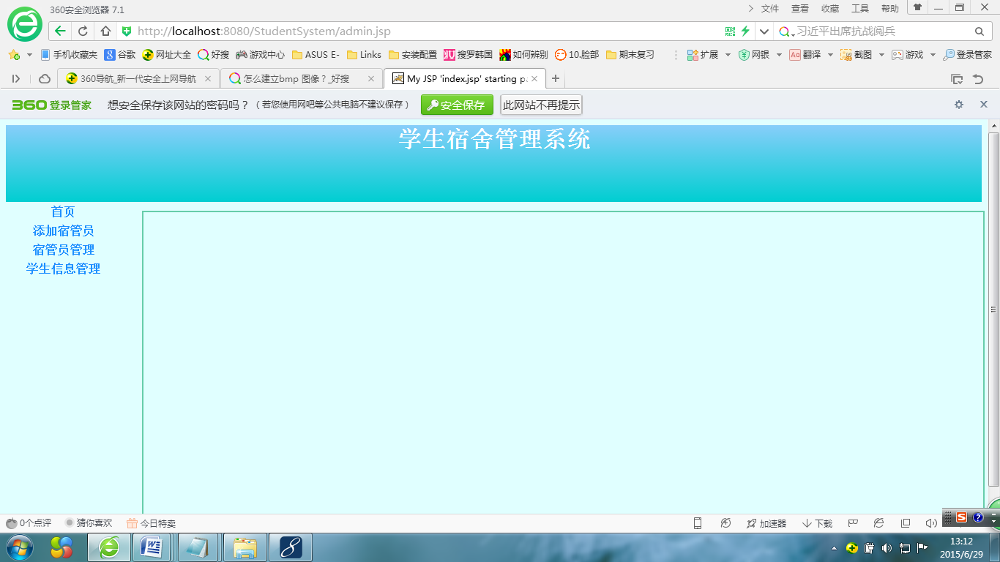 360安全浏览器 7.1
文件 查看 收藏 工具 帮助
http://localhost:8080/StudentSystem/admin.jsp
习近平出席抗战阅兵
手机收藏夹 谷歌 网址大全 好搜 游戏中心 ASUS E- Links 安装配置 搜罗韩国 如何辨别 10.脸部 期末复习 扩展 网银 翻译 截图 游戏 登录管家
360导航_新一代安全上网导航 怎么建立bmp 图像？_好搜 My JSP 'index.jsp' starting p
360 登录管家 想安全保存该网站的密码吗？（若您使用网吧等公共电脑不建议保存） 安全保存 此网站不再提示
学生宿舍管理系统
首页
添加宿管员
宿管员管理
学生信息管理
0个点评 猜你喜欢 今日特卖 加速器 下载
13:12
2015/6/29